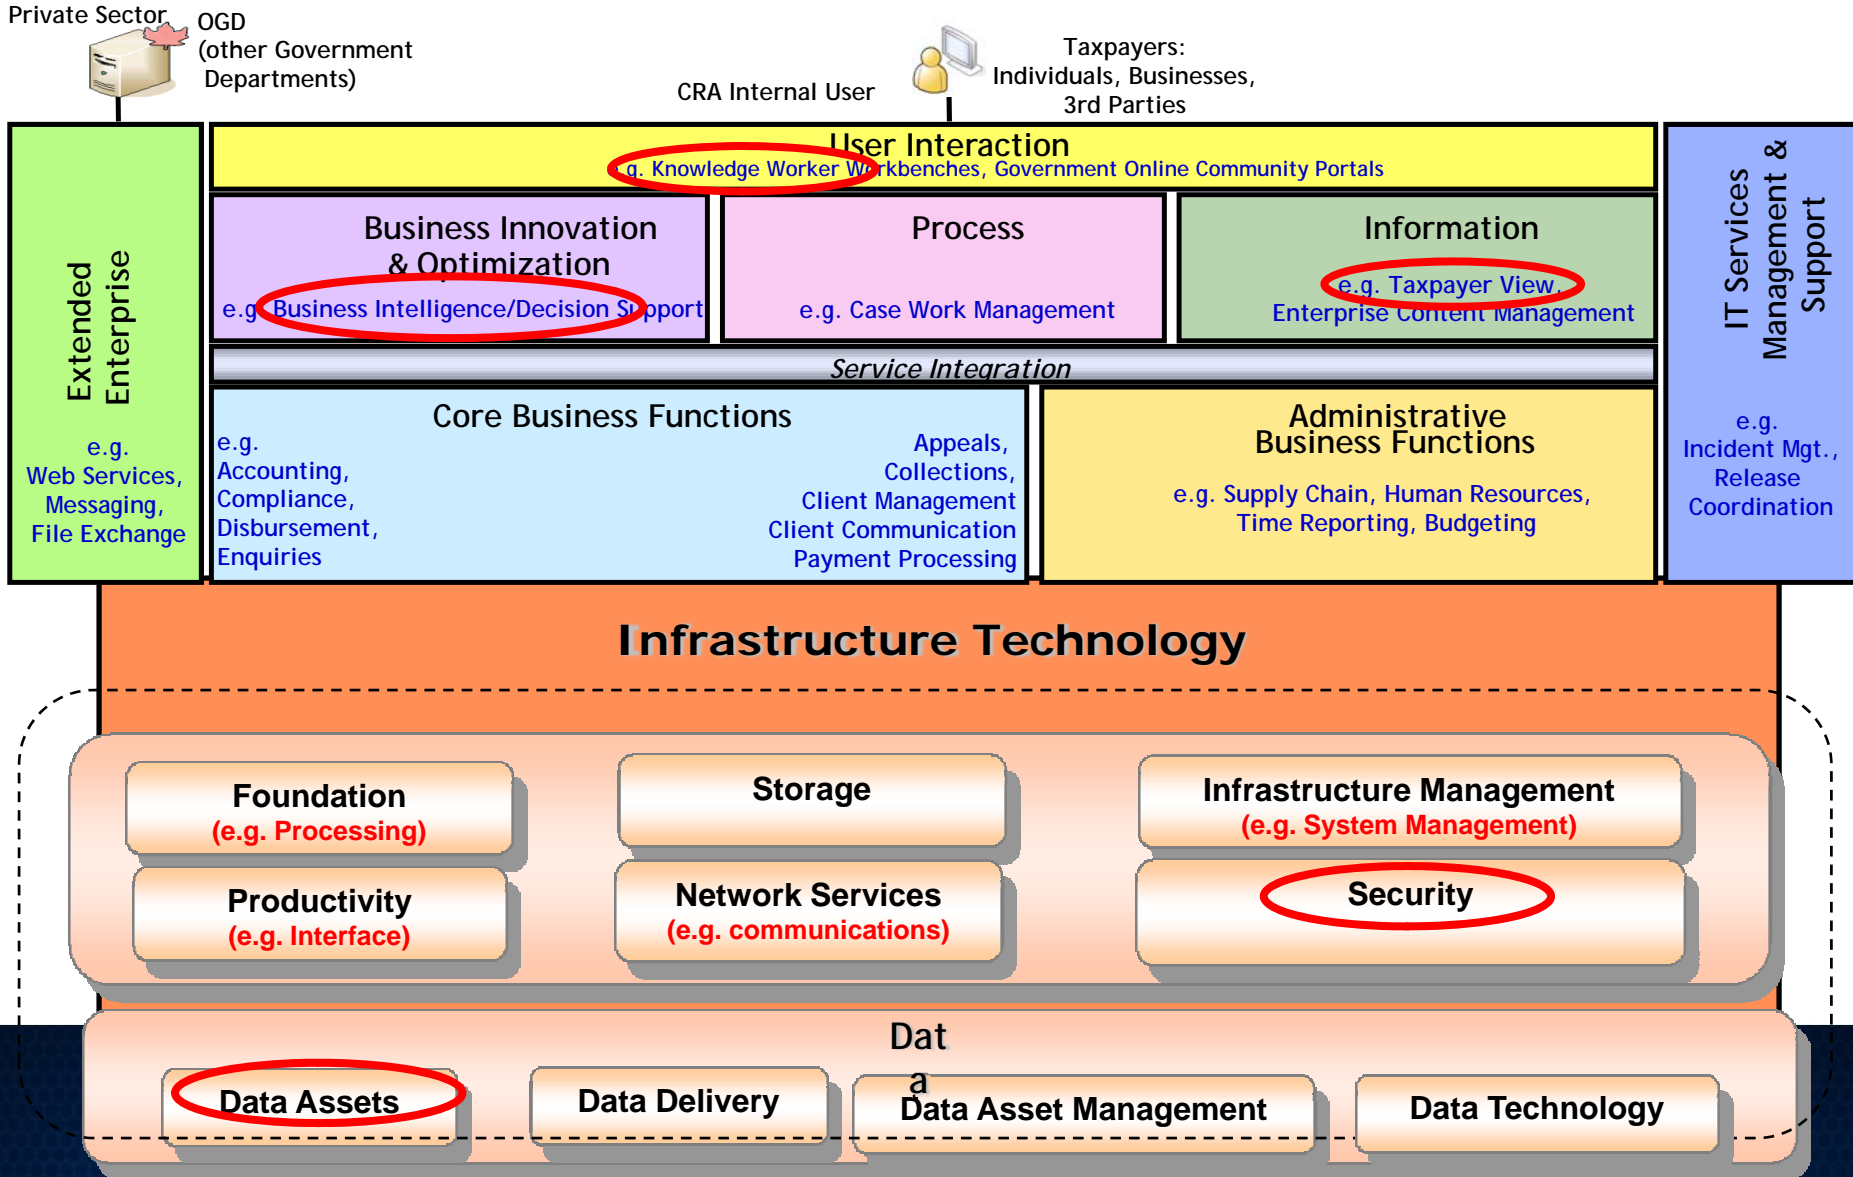 Private Sector
OGD
(other Government
Departments)
CRA Internal User
Taxpayers:
Individuals, Businesses,
3rd Parties
Extended
Enterprise
e.g.
Web Services,
Messaging,
File Exchange
User Interaction
e.g. Knowledge Worker Workbenches, Government Online Community Portals
Business Innovation
& Optimization
e.g. Business Intelligence/Decision Support
Process
e.g. Case Work Management
Information
e.g. Taxpayer View,
Enterprise Content Management
Service Integration
Core Business Functions
e.g.
Accounting,
Compliance,
Disbursement,
Enquiries
Appeals,
Collections,
Client Management
Client Communication
Payment Processing
Administrative
Business Functions
e.g. Supply Chain, Human Resources,
Time Reporting, Budgeting
IT Services
Management &
Support
e.g.
Incident Mgt.,
Release
Coordination
Infrastructure Technology
Foundation
(e.g. Processing)
Storage
Infrastructure Management
(e.g. System Management)
Productivity
(e.g. Interface)
Network Services
(e.g. communications)
Security
Dat
a
Data Assets
Data Delivery
Data Asset Management
Data Technology